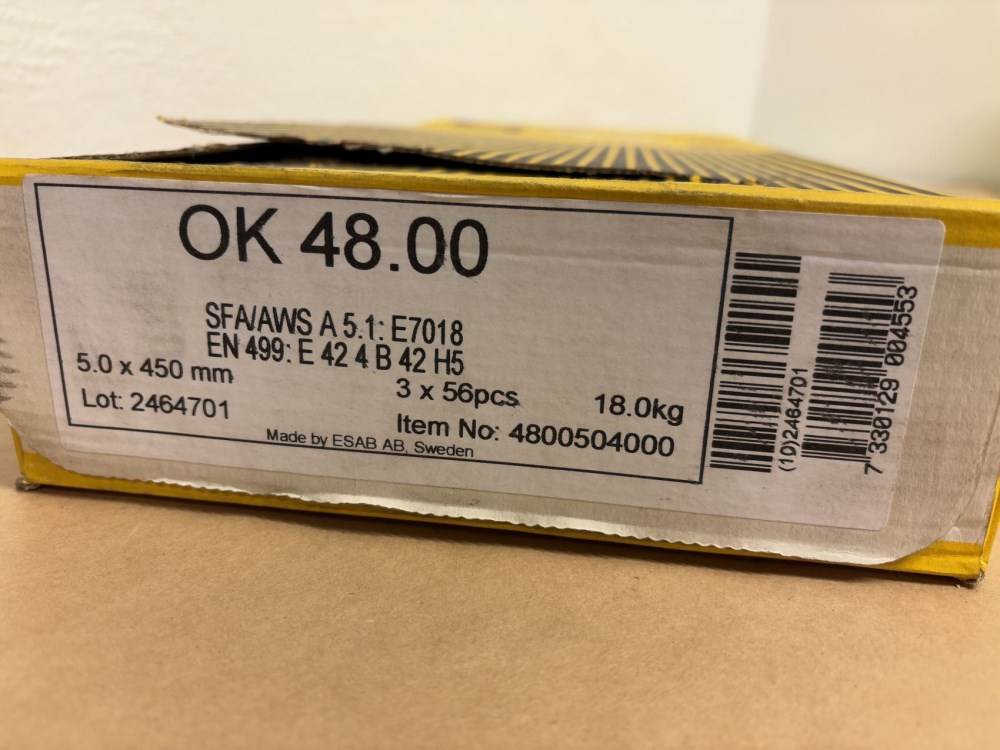 OK 48.00
SFA/AWS A 5.1: E7018
EN 499: E 42 4 B 42 H5
5.0 x 450 mm
3 x 56pcs
18.0kg
Lot: 2464701
Item No: 4800504000
Made by ESAB AB, Sweden
(10)2464701
7 330129 004553